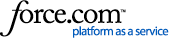 force.com™
platform as a service